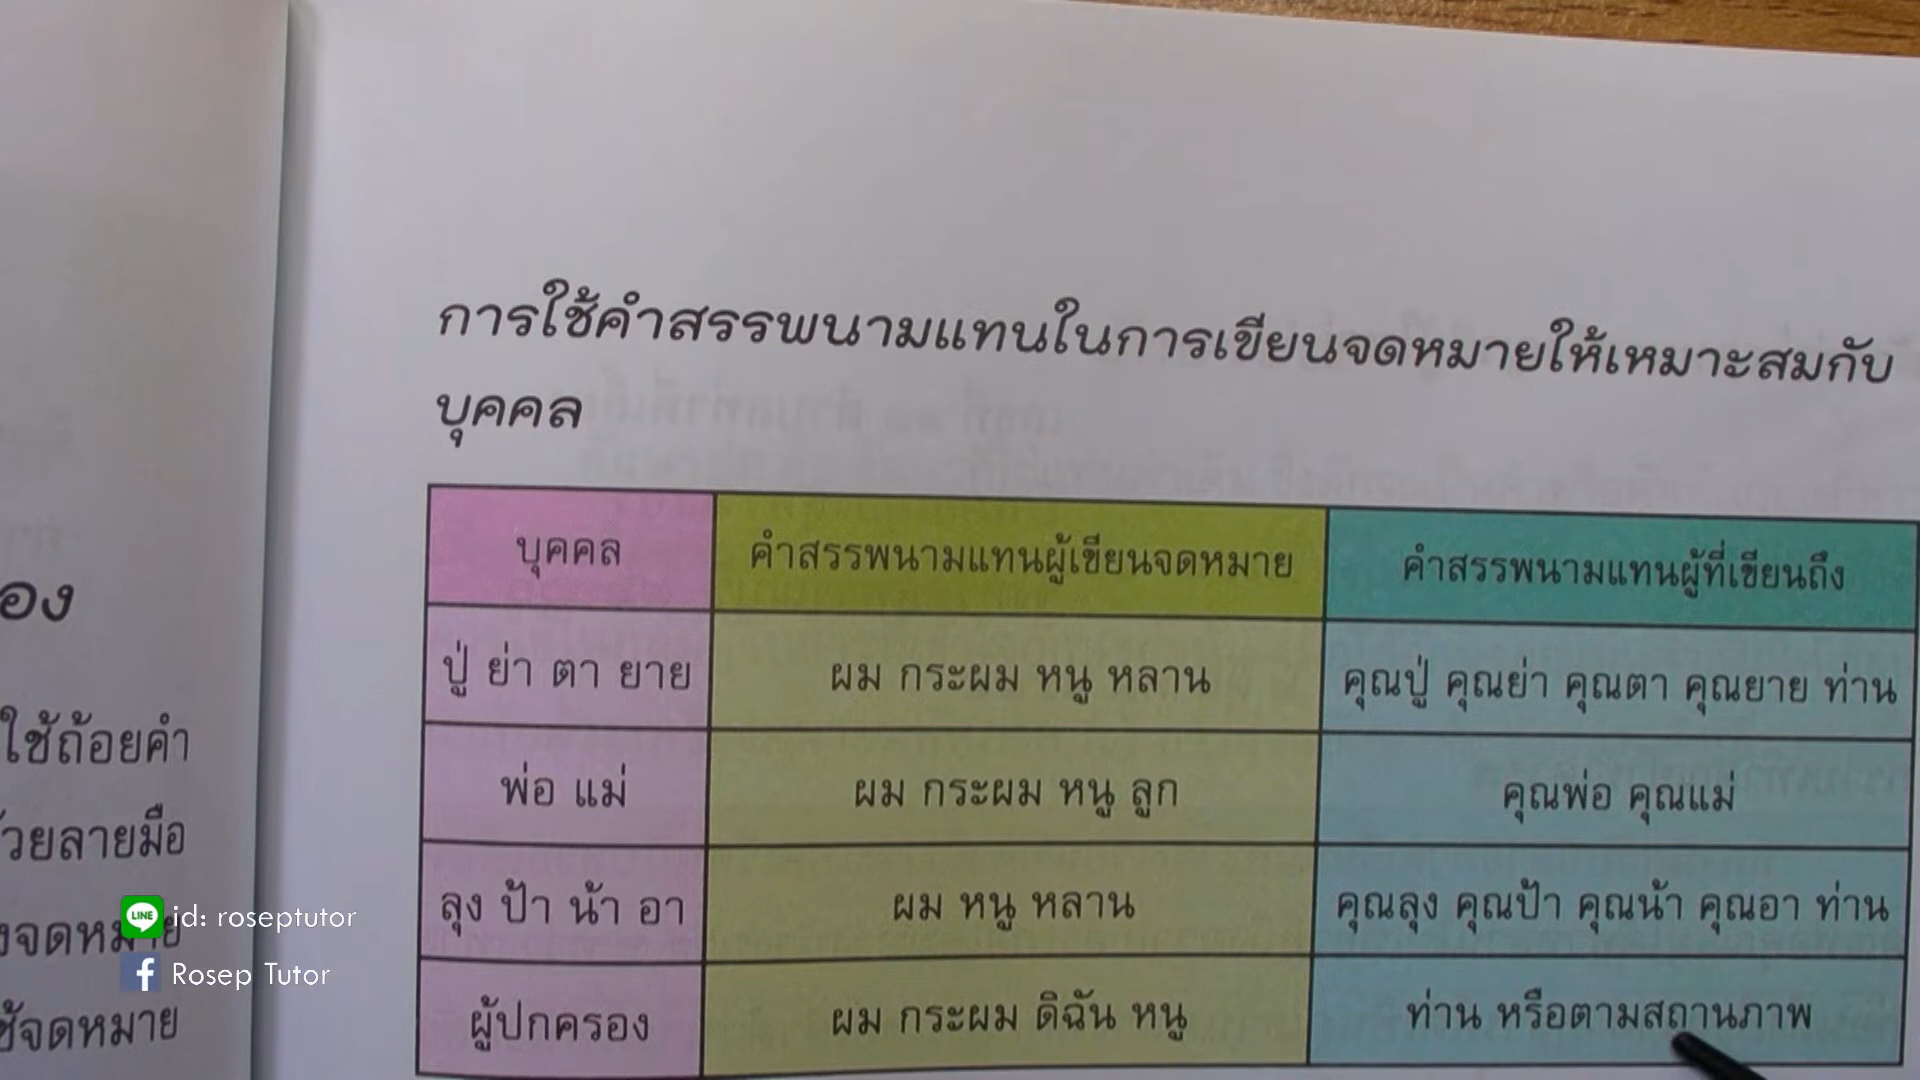 อง
ใช้ถ้อยคำ
วยลายมือ
จดหมาย
จดหมาย
การใช้คำสรรพนามแทนในการเขียนจดหมายให้เหมาะสมกับ
บุคคล
บุคคล คำสรรพนามแทนผู้เขียนจดหมาย คำสรรพนามแทนผู้ที่เขียนถึง
ปู่ ย่า ตา ยาย ผม กระผม หนู หลาน คุณปู่ คุณย่า คุณตา คุณยาย ท่าน
พ่อ แม่ ผม กระผม หนู ลูก คุณพ่อ คุณแม่
ลุง ป้า น้า อา ผม หนู หลาน คุณลุง คุณป้า คุณน้า คุณอา ท่าน
ผู้ปกครอง ผม กระผม ดิฉัน หนู ท่าน หรือตามสถานภาพ
LINE id: roseptutor
f Rosep Tutor